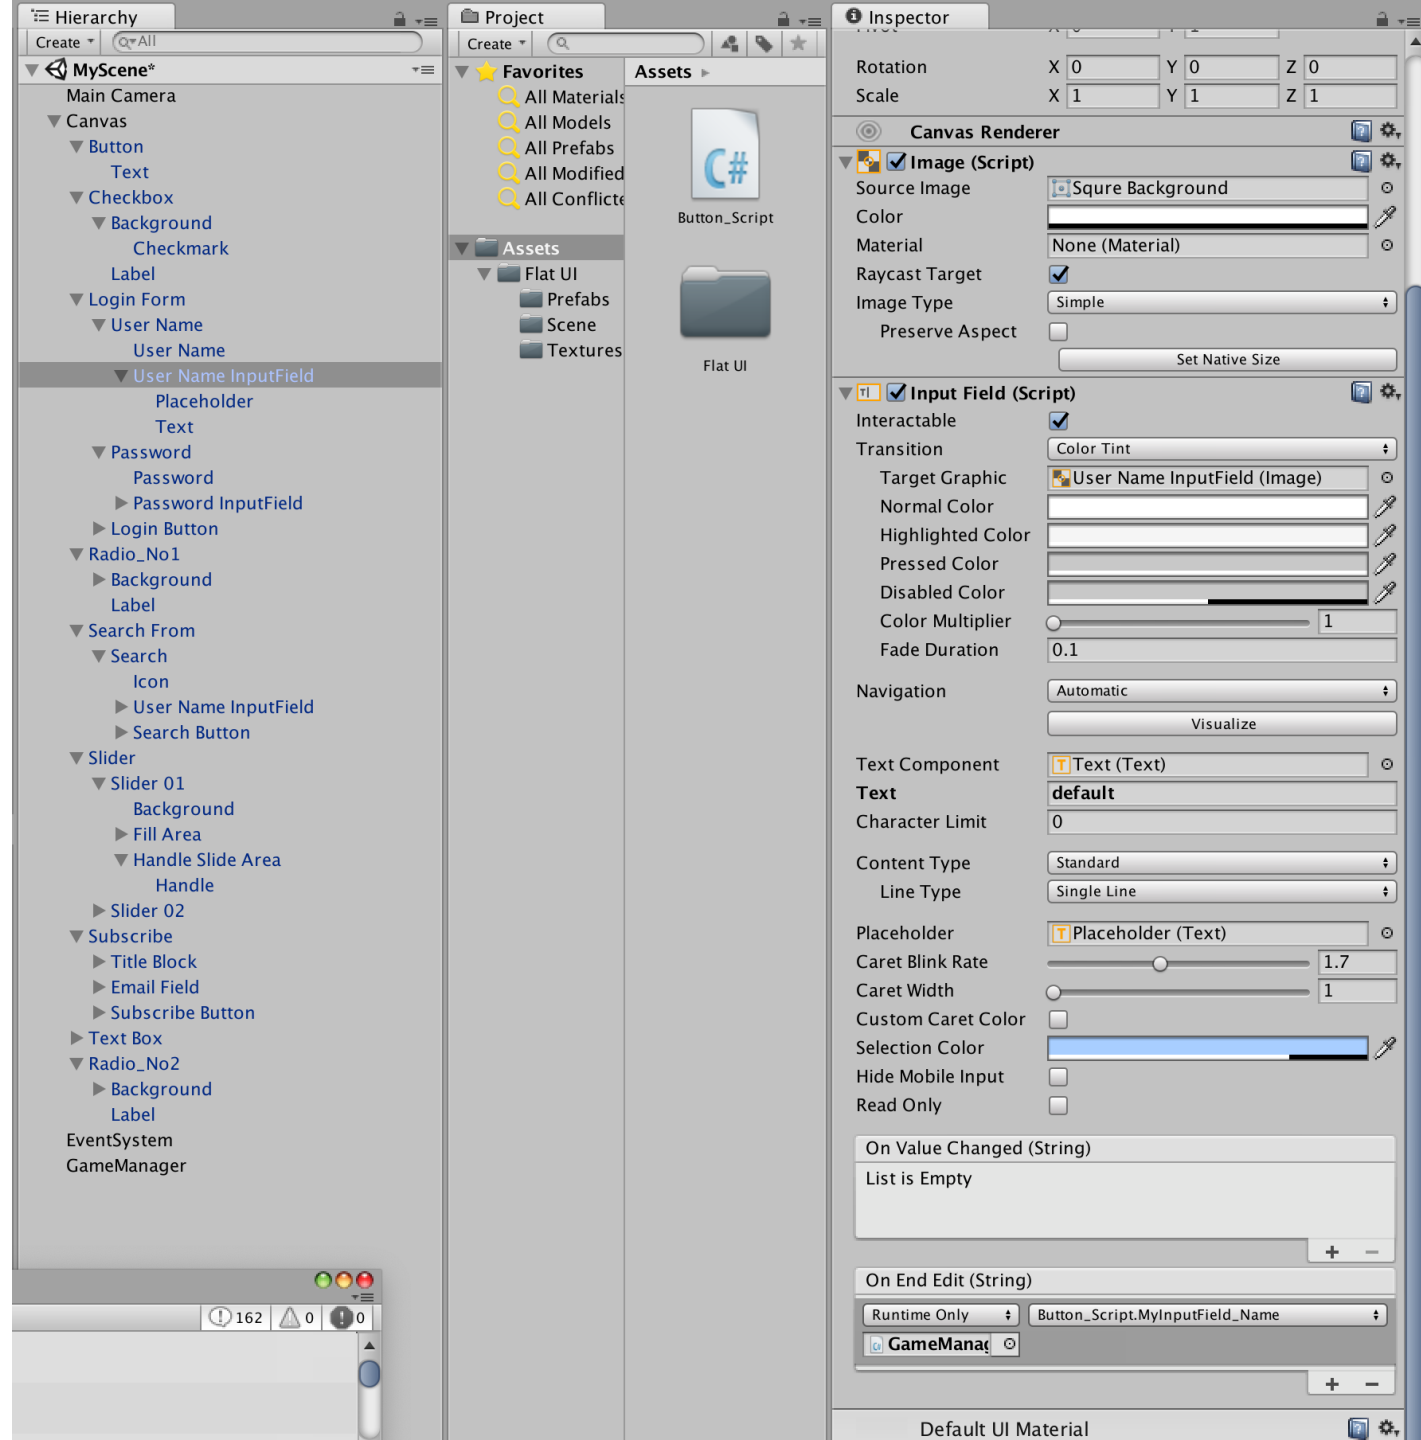 Hierarchy
Create
All
MyScene*
Main Camera
Canvas
Button
Text
Checkbox
Background
Checkmark
Label
Login Form
User Name
User Name
User Name InputField
Placeholder
Text
Password
Password
Password InputField
Login Button
Radio_No1
Background
Label
Search From
Search
Icon
User Name InputField
Search Button
Slider
Slider 01
Background
Fill Area
Handle Slide Area
Handle
Slider 02
Subscribe
Title Block
Email Field
Subscribe Button
Text Box
Radio_No2
Background
Label
EventSystem
GameManager
162 0 0
Project
Create
Favorites
All Materials
All Models
All Prefabs
All Modified
All Conflicte
Assets
Flat UI
Prefabs
Scene
Textures
Assets
C#
Button_Script
Flat UI
Inspector
Rotation X 0 Y 0 Z 0
Scale X 1 Y 1 Z 1
Canvas Renderer
Image (Script)
Source Image Squre Background
Color
Material None (Material)
Raycast Target
Image Type Simple
Preserve Aspect
Set Native Size
Input Field (Script)
Interactable
Transition Color Tint
Target Graphic User Name InputField (Image)
Normal Color
Highlighted Color
Pressed Color
Disabled Color
Color Multiplier 1
Fade Duration 0.1
Navigation Automatic
Visualize
Text Component Text (Text)
Text default
Character Limit 0
Content Type Standard
Line Type Single Line
Placeholder Placeholder (Text)
Caret Blink Rate 1.7
Caret Width 1
Custom Caret Color
Selection Color
Hide Mobile Input
Read Only
On Value Changed (String)
List is Empty
+ −
On End Edit (String)
Runtime Only Button_Script.MyInputField_Name
GameManag
+ −
Default UI Material